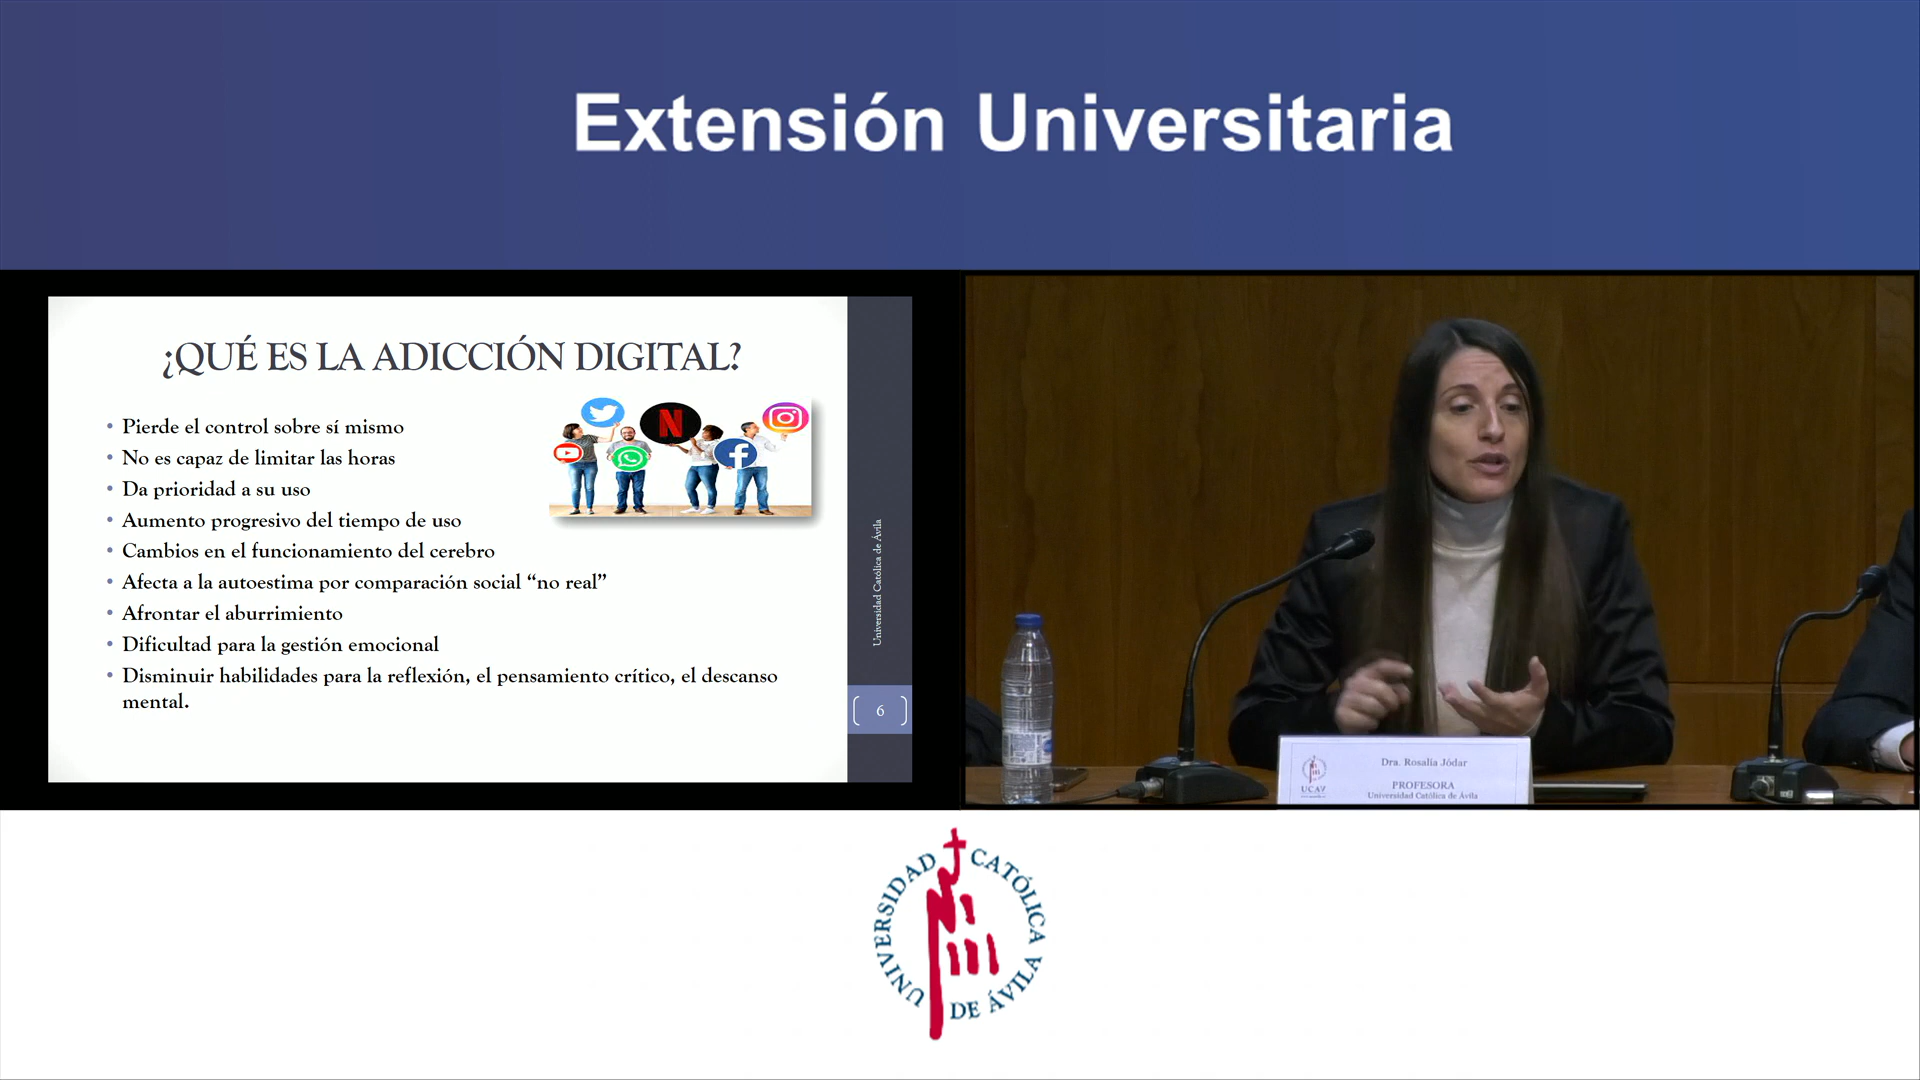 Extensión Universitaria
¿QUÉ ES LA ADICCIÓN DIGITAL?
• Pierde el control sobre sí mismo
• No es capaz de limitar las horas
• Da prioridad a su uso
• Aumento progresivo del tiempo de uso
• Cambios en el funcionamiento del cerebro
• Afecta a la autoestima por comparación social “no real”
• Afrontar el aburrimiento
• Dificultad para la gestión emocional
• Disminuir habilidades para la reflexión, el pensamiento crítico, el descanso
mental.
Universidad Católica de Ávila
6
Dra. Rosalía Jódar
PROFESORA
Universidad Católica de Ávila
UCAV
UNIVERSIDAD CATÓLICA DE ÁVILA